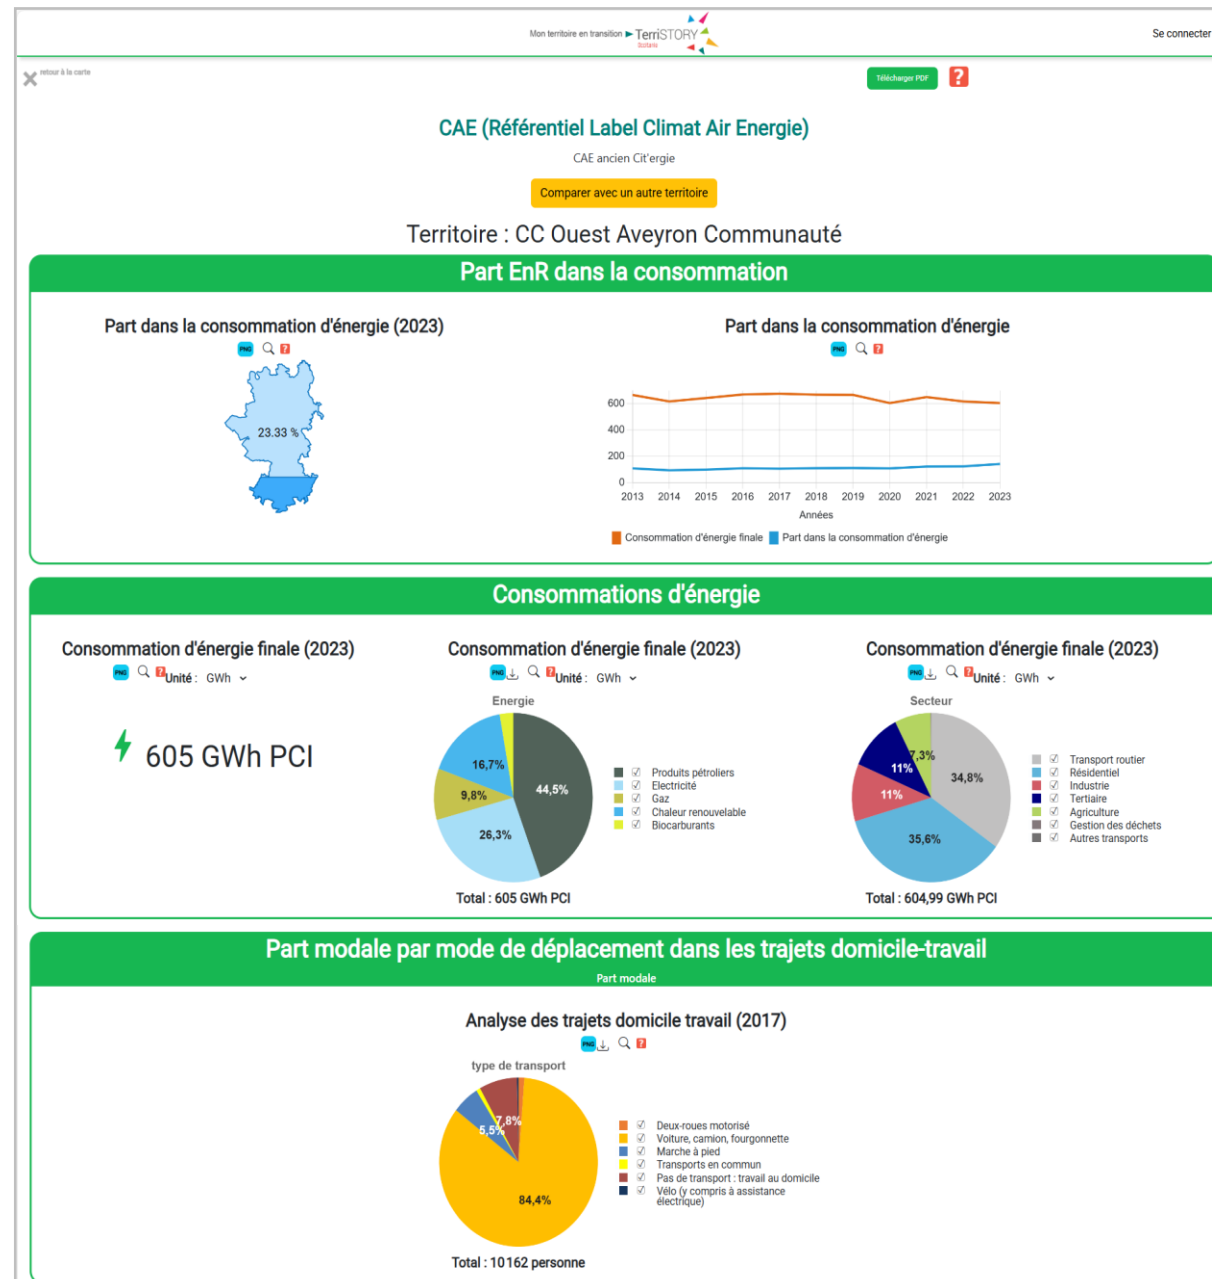 Mon territoire en transition ► TerriSTORY
Occitanie
Se connecter
retour à la carte
Télécharger PDF
?
CAE (Référentiel Label Climat Air Energie)
CAE ancien Cit'ergie
Comparer avec un autre territoire
Territoire : CC Ouest Aveyron Communauté
Part EnR dans la consommation
Part dans la consommation d'énergie (2023)
PNG ?
23.33 %
Part dans la consommation d'énergie
PNG ?
600
400
200
0
2013 2014 2015 2016 2017 2018 2019 2020 2021 2022 2023
Années
Consommation d'énergie finale Part dans la consommation d'énergie
Consommations d'énergie
Consommation d'énergie finale (2023)
PNG ? Unité : GWh
605 GWh PCI
Consommation d'énergie finale (2023)
PNG ? Unité : GWh
Energie
16,7%
44,5%
9,8%
26,3%
Produits pétroliers
Electricité
Gaz
Chaleur renouvelable
Biocarburants
Total : 605 GWh PCI
Consommation d'énergie finale (2023)
PNG ? Unité : GWh
Secteur
7,3%
11%
34,8%
11%
35,6%
Transport routier
Résidentiel
Industrie
Tertiaire
Agriculture
Gestion des déchets
Autres transports
Total : 604,99 GWh PCI
Part modale par mode de déplacement dans les trajets domicile-travail
Part modale
Analyse des trajets domicile travail (2017)
PNG ?
type de transport
7,8%
5,5%
84,4%
Deux-roues motorisé
Voiture, camion, fourgonnette
Marche à pied
Transports en commun
Pas de transport : travail au domicile
Vélo (y compris à assistance
électrique)
Total : 10162 personne